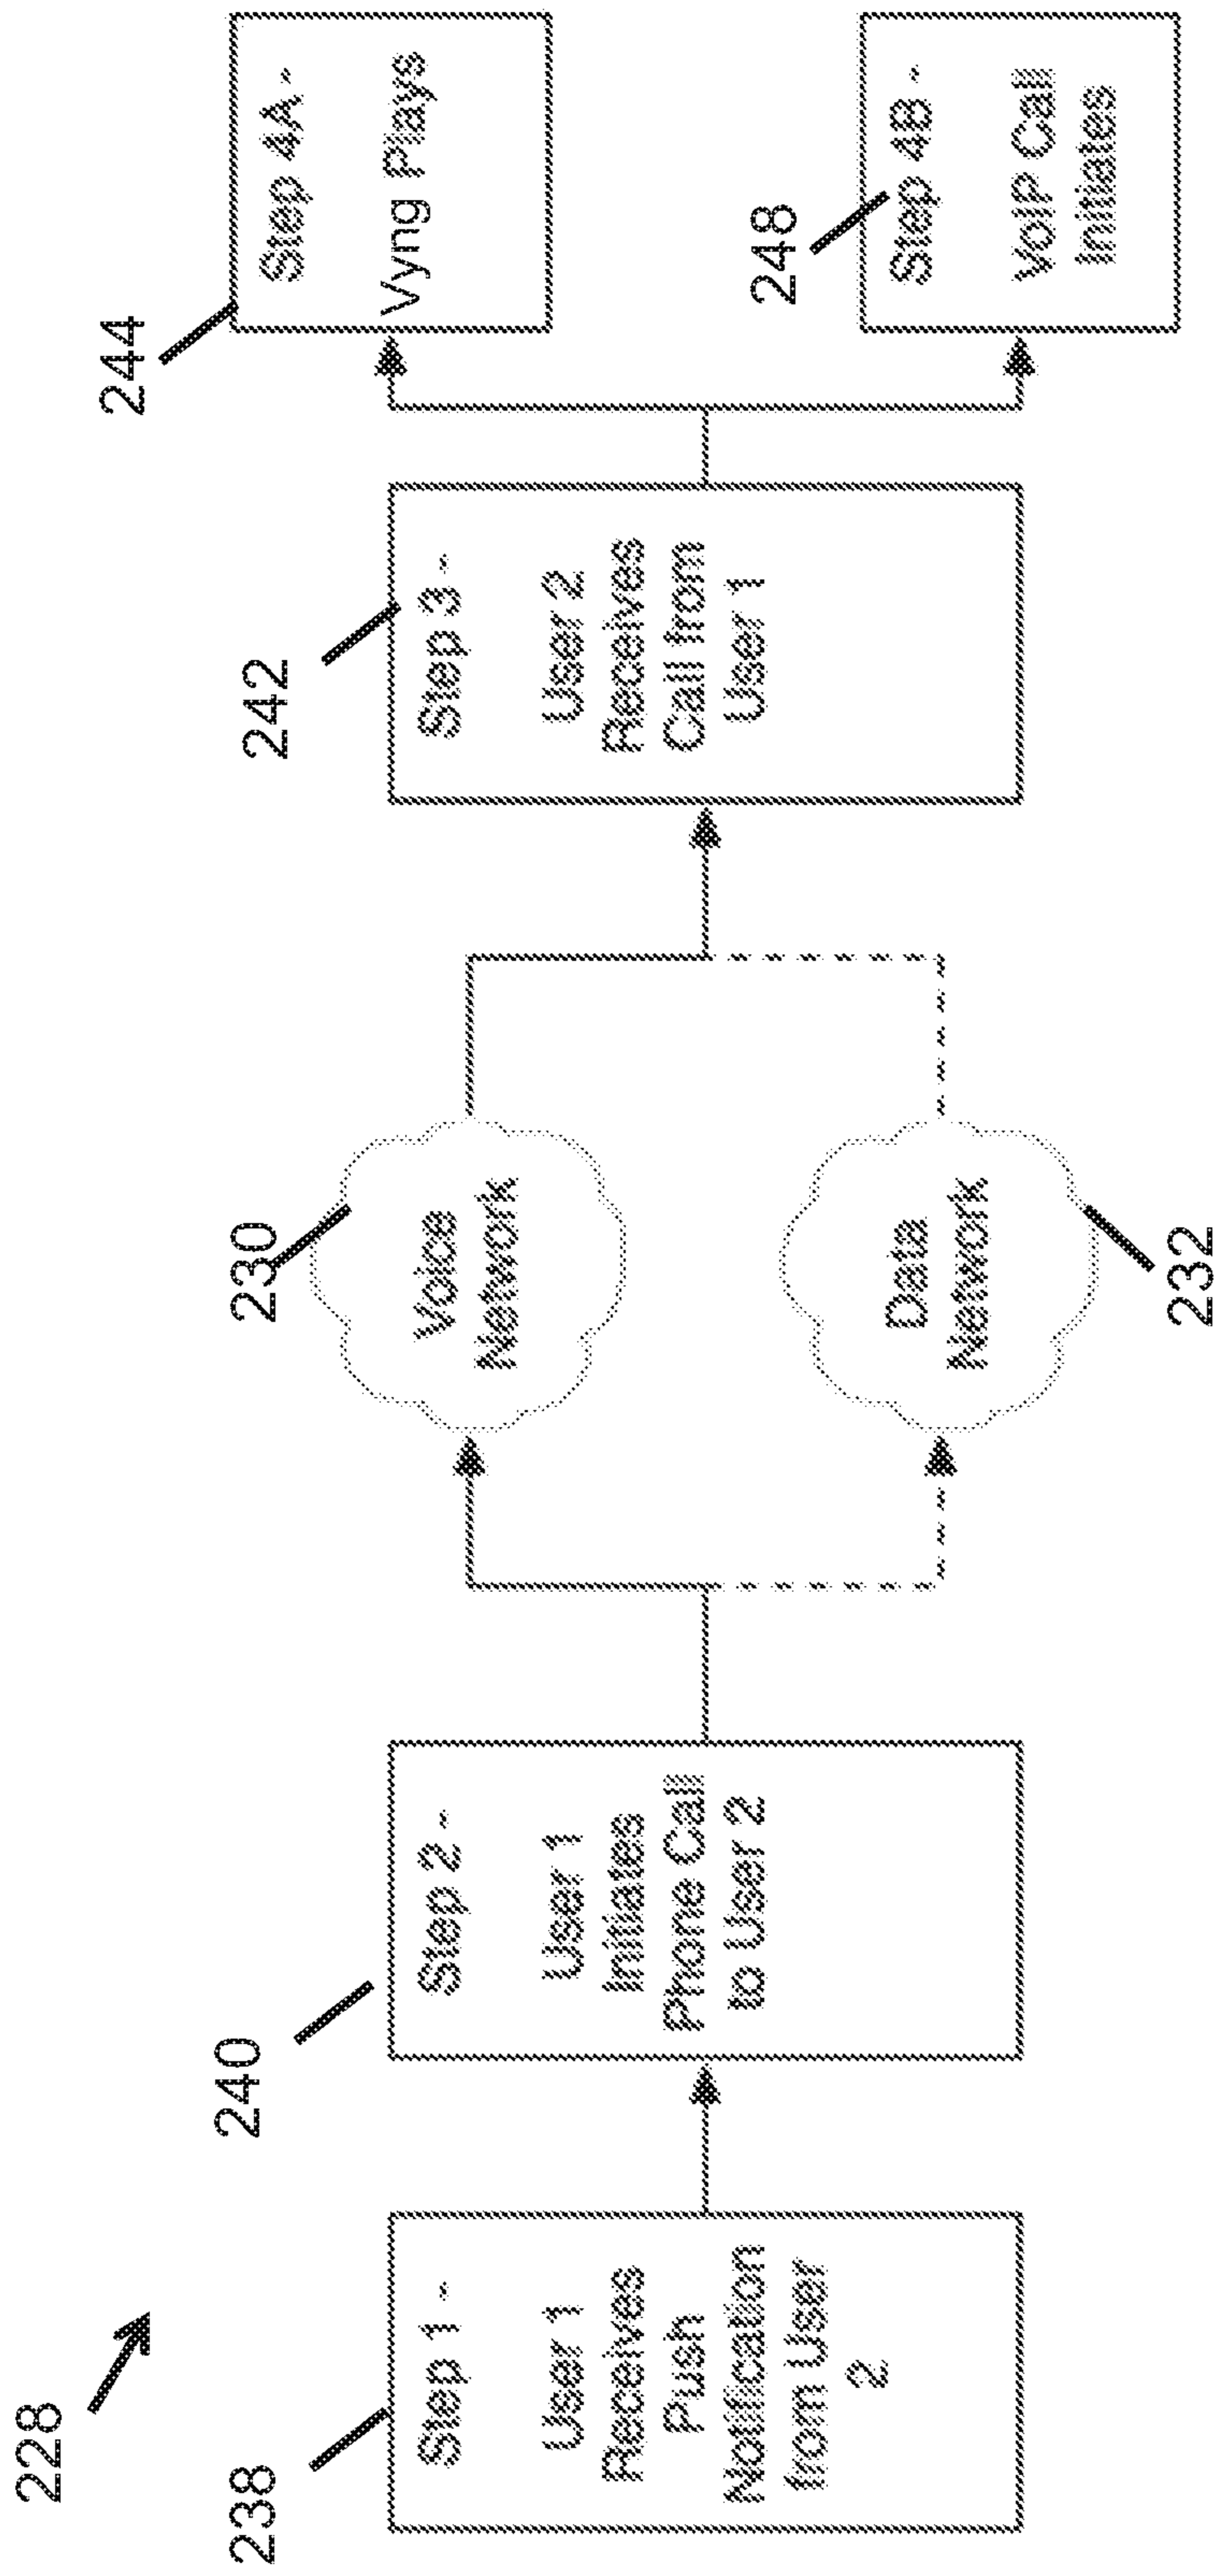 228
238
Step 1 -
User 1
Receives
Push
Notification
from User
2
240
Step 2 -
User 1
Initiates
Phone Call
to User 2
230
Voice
Network
Data
Network
232
242
Step 3 -
User 2
Receives
Call from
User 1
244
Step 4A -
Vyng Plays
248
Step 4B -
VoIP Call
Initiates